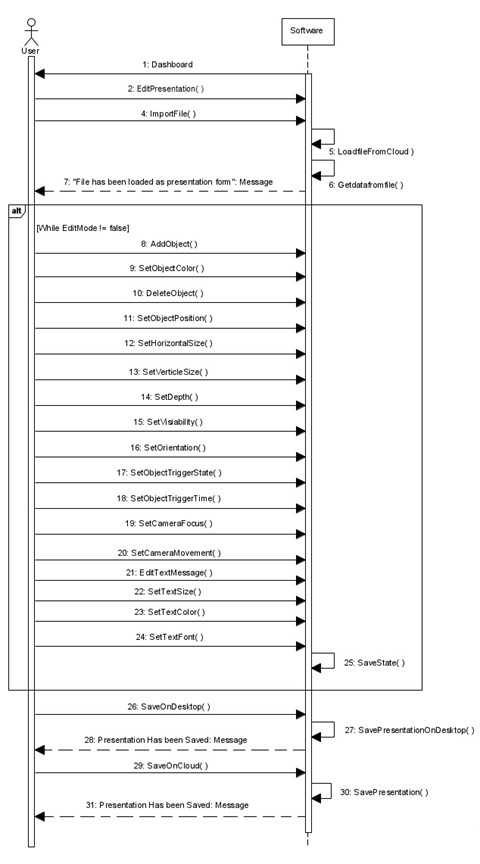 User
Software
1: Dashboard
2: EditPresentation( )
4: ImportFile( )
5: LoadfileFromCloud )
6: Getdatafromfile( )
7: "File has been loaded as presentation form": Message
alt
[While EditMode != false]
8: AddObject( )
9: SetObjectColor( )
10: DeleteObject( )
11: SetObjectPosition( )
12: SetHorizontalSize( )
13: SetVerticleSize( )
14: SetDepth( )
15: SetVisiability( )
16: SetOrientation( )
17: SetObjectTriggerState( )
18: SetObjectTriggerTime( )
19: SetCameraFocus( )
20: SetCameraMovement( )
21: EditTextMessage( )
22: SetTextSize( )
23: SetTextColor( )
24: SetTextFont( )
25: SaveState( )
26: SaveOnDesktop( )
27: SavePresentationOnDesktop( )
28: Presentation Has been Saved: Message
29: SaveOnCloud( )
30: SavePresentation( )
31: Presentation Has been Saved: Message